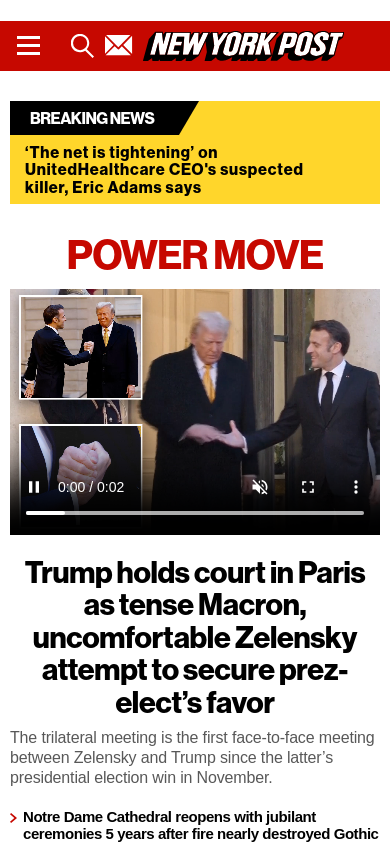 NEW YORK POST
BREAKING NEWS
‘The net is tightening’ on
UnitedHealthcare CEO's suspected
killer, Eric Adams says
POWER MOVE
0:00 / 0:02
Trump holds court in Paris
as tense Macron,
uncomfortable Zelensky
attempt to secure prez-
elect’s favor
The trilateral meeting is the first face-to-face meeting
between Zelensky and Trump since the latter’s
presidential election win in November.
Notre Dame Cathedral reopens with jubilant
ceremonies 5 years after fire nearly destroyed Gothic